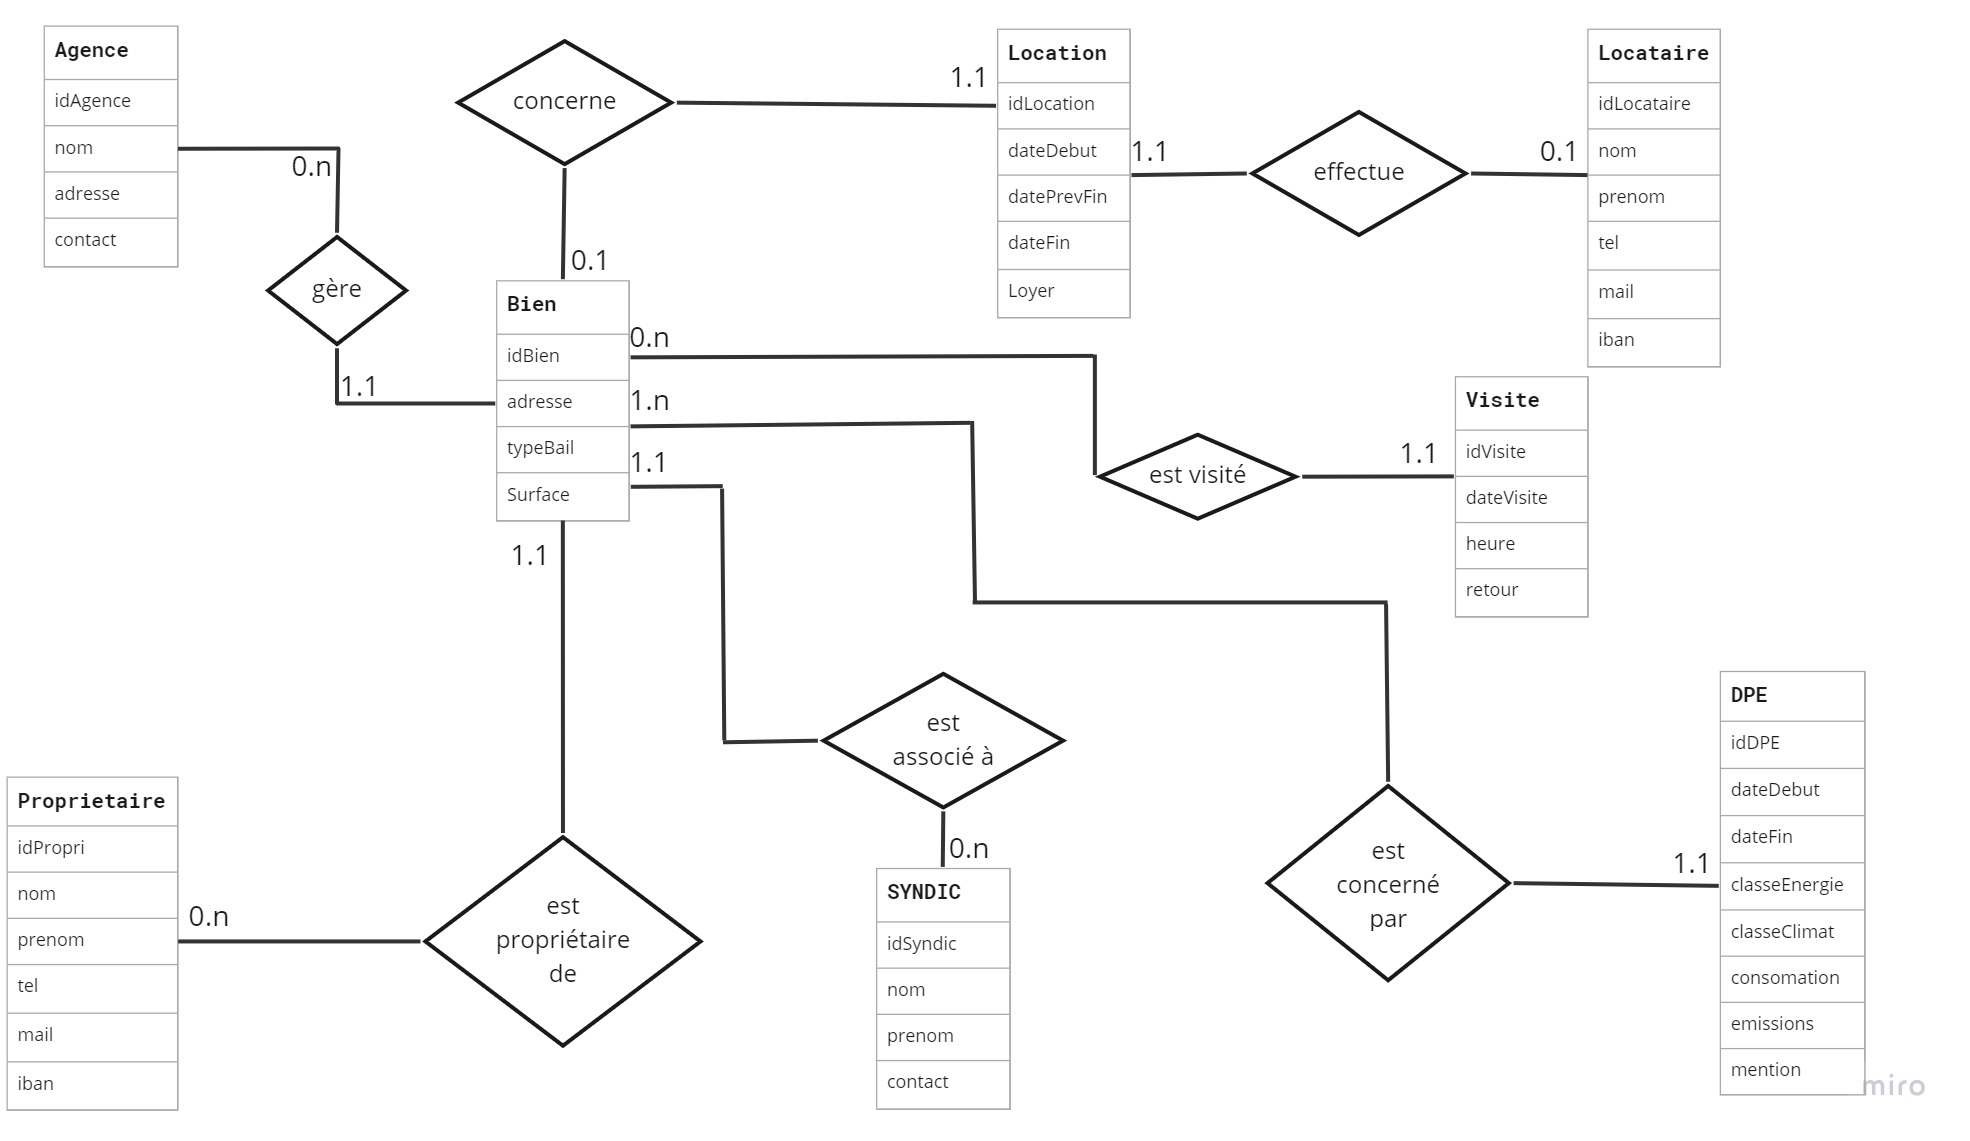 Agence
idAgence
nom
adresse
contact
0.n
gère
1.1
concerne
1.1
0.1
Location
idLocation
dateDebut
datePrevFin
dateFin
Loyer
1.1
effectue
0.1
Locataire
idLocataire
nom
prenom
tel
mail
iban
Bien
idBien
adresse
typeBail
Surface
0.n
1.n
1.1
1.1
est visité
1.1
Visite
idVisite
dateVisite
heure
retour
est
associé à
0.n
SYNDIC
idSyndic
nom
prenom
contact
est
concerné
par
1.1
DPE
idDPE
dateDebut
dateFin
classeEnergie
classeClimat
consomation
emissions
mention
Proprietaire
idPropri
nom
prenom
tel
mail
iban
0.n
est
propriétaire
de
miro